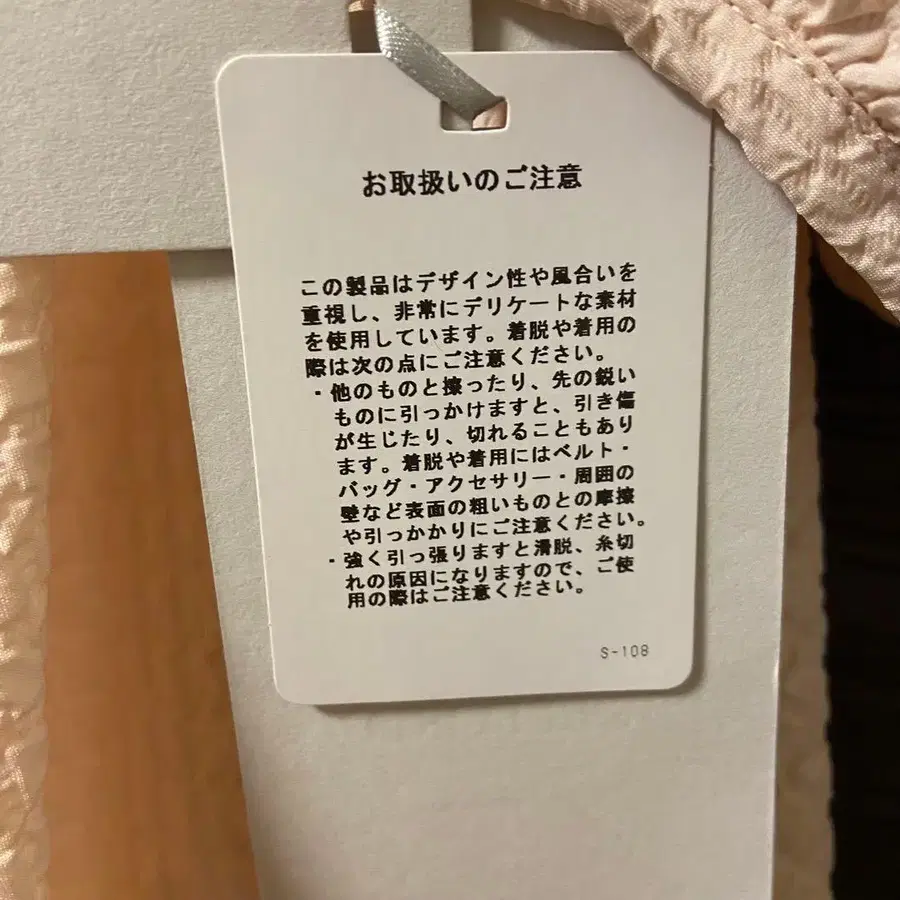 お取扱いのご注意
この製品はデザイン性や風合いを
重視し、非常にデリケートな素材
を使用しています。着脱や着用の
際は次の点にご注意ください。
・他のものと擦ったり、先の鋭い
ものに引っかけますと、引き傷
が生じたり、切れることもあり
ます。着脱や着用にはベルト・
バッグ・アクセサリー・周囲の
壁など表面の粗いものとの摩擦
や引っかかりにご注意ください。
・強く引っ張りますと滑脱、糸切
れの原因になりますので、ご使
用の際はご注意ください。
S-108